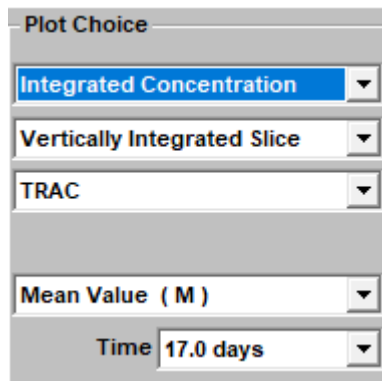 Plot Choice
Integrated Concentration
Vertically Integrated Slice
TRAC
Mean Value ( M )
Time 17.0 days